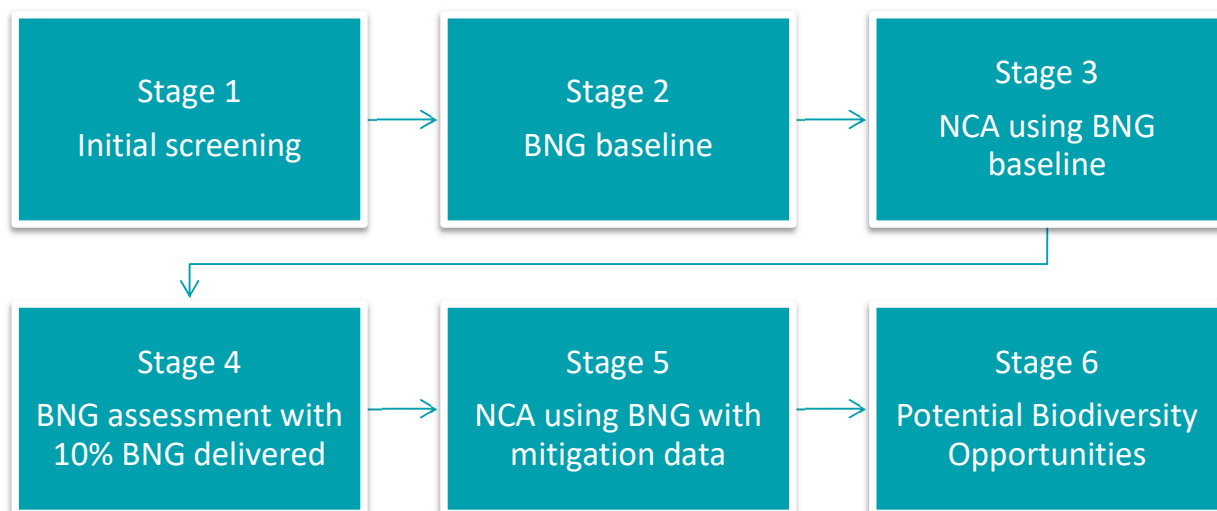 Stage 1
Initial screening
Stage 2
BNG baseline
Stage 3
NCA using BNG
baseline
Stage 4
BNG assessment with
10% BNG delivered
Stage 5
NCA using BNG with
mitigation data
Stage 6
Potential Biodiversity
Opportunities